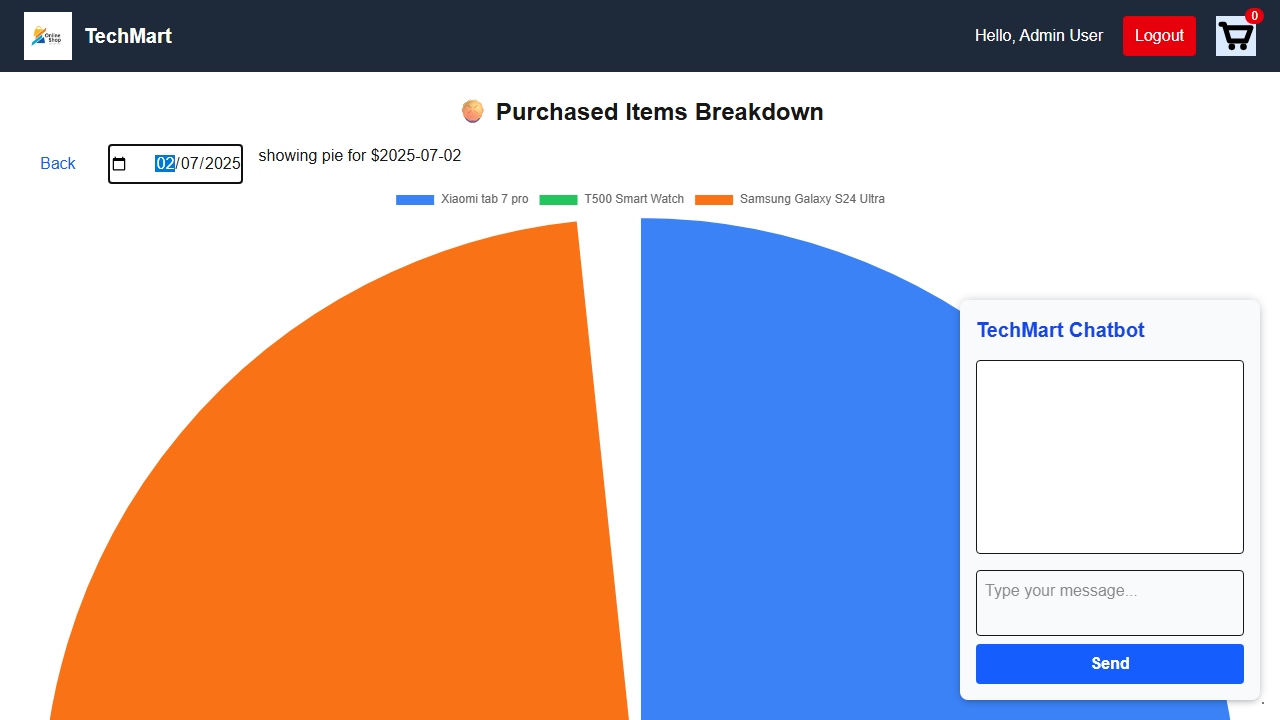 Online
Shop
TechMart
Hello, Admin User
Logout
0
Purchased Items Breakdown
Back
02/07/2025
showing pie for $2025-07-02
Xiaomi tab 7 pro
T500 Smart Watch
Samsung Galaxy S24 Ultra
TechMart Chatbot
Type your message...
Send